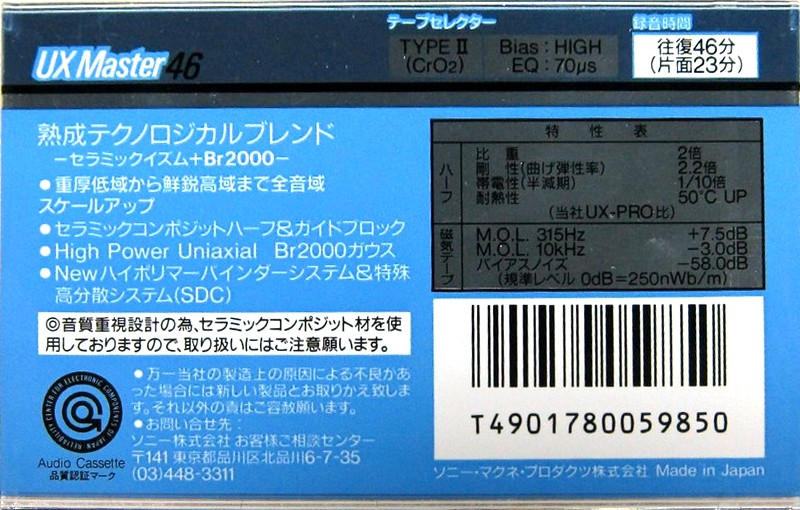 UX Master 46
テープセレクター
TYPE II
(CrO2)
Bias：HIGH
EQ：70μs
録音時間
往復46分
(片面23分)
熟成テクノロジカルブレンド
―セラミックイズム+Br2000―
●重厚低域から鮮鋭高域まで全音域
スケールアップ
●セラミックコンポジットハーフ&ガイドブロック
●High Power Uniaxial Br2000ガウス
●Newハイポリマーバインダーシステム&特殊
高分散システム(SDC)
◎音質重視設計の為、セラミックコンポジット材を使
用しておりますので、取り扱いにはご注意願います。
RELIABILITY CENTER FOR ELECTRONIC COMPONENTS OF JAPAN
Audio Cassette
品質認証マーク
●万一当社の製造上の原因による不良があ
った場合には新しい製品とお取りかえ致しま
す。それ以外の責はご容赦願います。
●お問い合せ先：
ソニー株式会社 お客様ご相談センター
〒141 東京都品川区北品川6-7-35
(03)448-3311
特性表
ハーフ
比重 2倍
剛性(曲げ弾性率) 2.2倍
帯電性(半減期) 1/10倍
耐熱性 50℃ UP
(当社UX-PRO比)
磁気テープ
M.O.L. 315Hz +7.5dB
M.O.L. 10kHz −3.0dB
バイアスノイズ −58.0dB
(規準レベル 0dB=250nWb/m)
T4901780059850
ソニー・マグネ・プロダクツ株式会社 Made in Japan